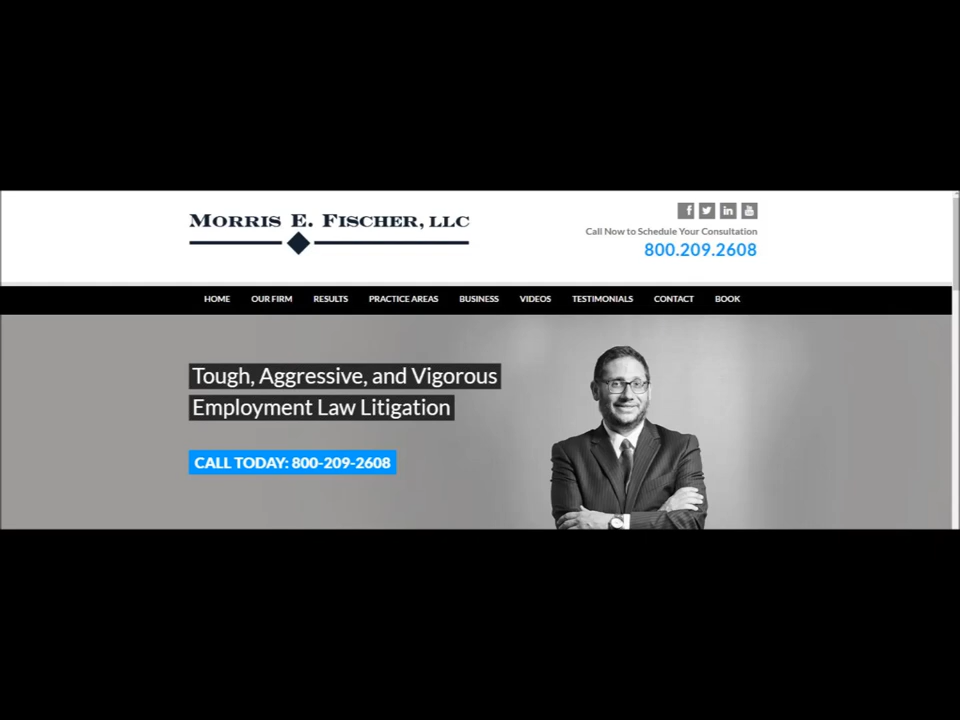 MORRIS E. FISCHER, LLC
Call Now to Schedule Your Consultation
800.209.2608
HOME OUR FIRM RESULTS PRACTICE AREAS BUSINESS VIDEOS TESTIMONIALS CONTACT BOOK
Tough, Aggressive, and Vigorous
Employment Law Litigation
CALL TODAY: 800-209-2608